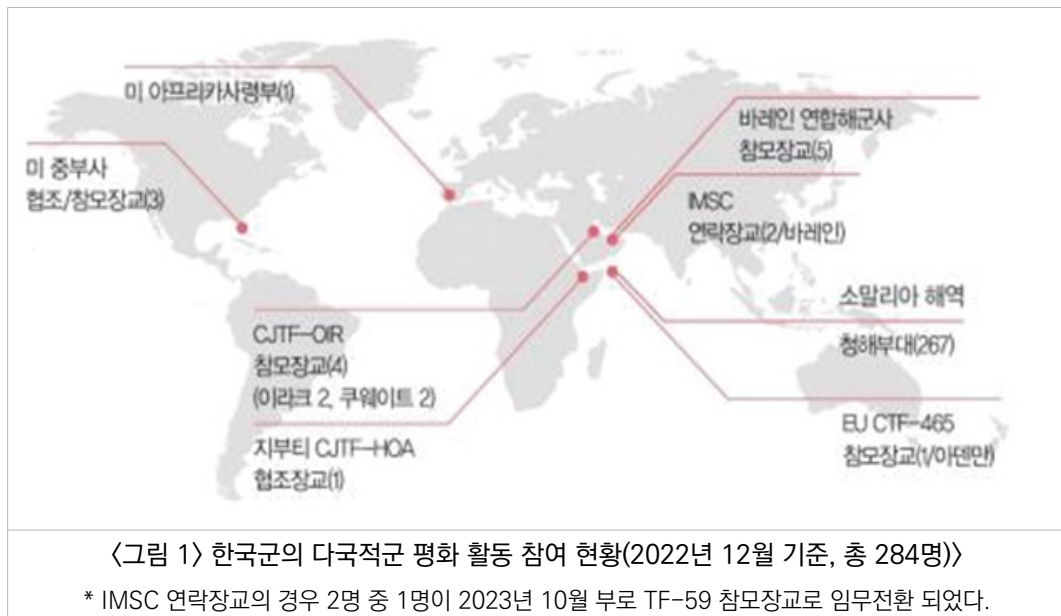 미 아프리카사령부(1)
미 중부사
협조/참모장교(3)
바레인 연합해군사
참모장교(5)
IMSC
연락장교(2/바레인)
소말리아 해역
청해부대(267)
CJTF-OIR
참모장교(4)
(이라크 2, 쿠웨이트 2)
지부티 CJTF-HOA
협조장교(1)
EU CTF-465
참모장교(1/아덴만)
〈그림 1〉 한국군의 다국적군 평화 활동 참여 현황(2022년 12월 기준, 총 284명)〉
* IMSC 연락장교의 경우 2명 중 1명이 2023년 10월 부로 TF-59 참모장교로 임무전환 되었다.